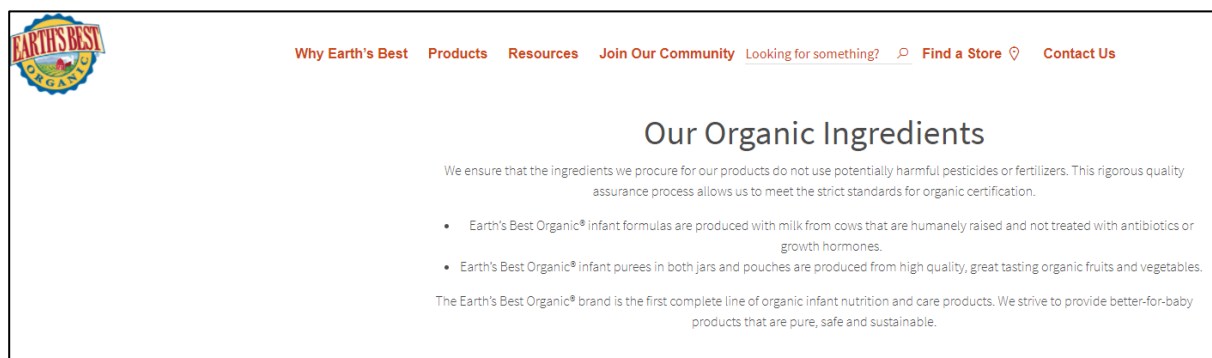 EARTH'S BEST
ORGANIC
Why Earth's Best Products Resources Join Our Community Looking for something? Find a Store Contact Us
Our Organic Ingredients
We ensure that the ingredients we procure for our products do not use potentially harmful pesticides or fertilizers. This rigorous quality
assurance process allows us to meet the strict standards for organic certification.
• Earth's Best Organic® infant formulas are produced with milk from cows that are humanely raised and not treated with antibiotics or
growth hormones.
• Earth's Best Organic® infant purees in both jars and pouches are produced from high quality, great tasting organic fruits and vegetables.
The Earth's Best Organic® brand is the first complete line of organic infant nutrition and care products. We strive to provide better-for-baby
products that are pure, safe and sustainable.